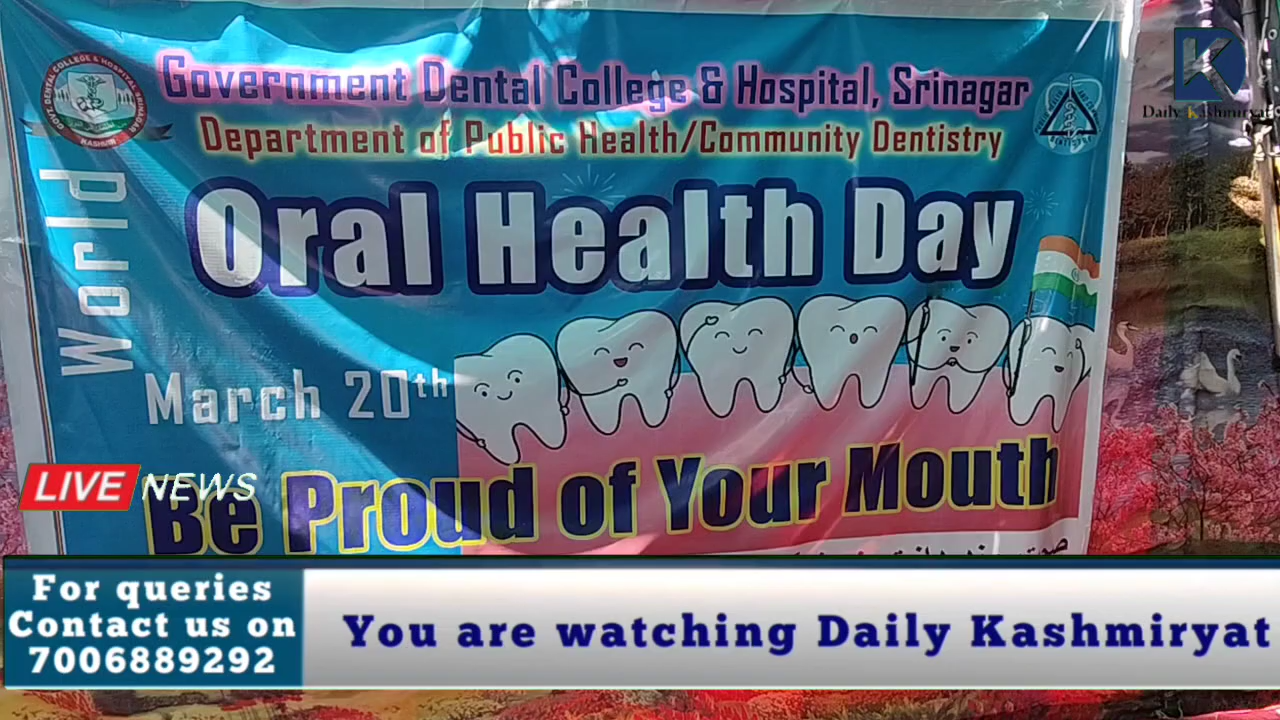 Government Dental College & Hospital, Srinagar
Department of Public Health/Community Dentistry
World
Oral Health Day
March 20th
Be Proud of Your Mouth
Daily Kashmiryat
LIVE NEWS
For queries
Contact us on
7006889292
You are watching Daily Kashmiryat